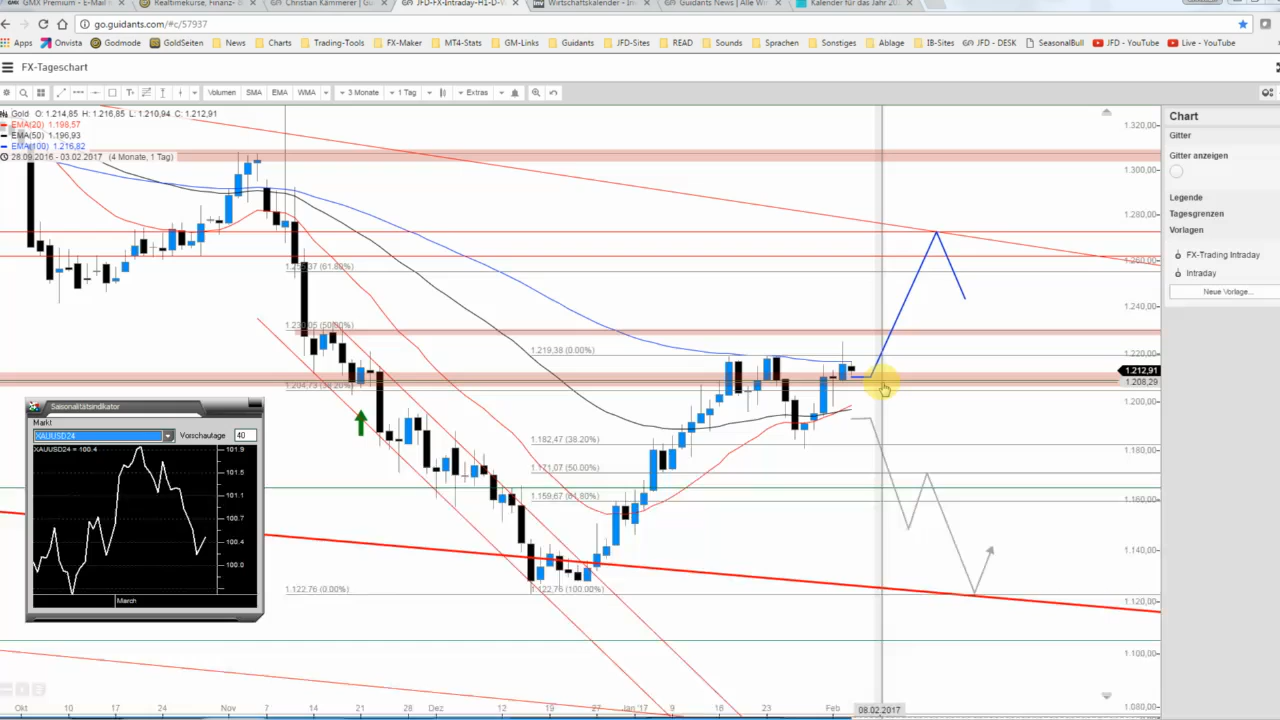 GMX Premium - E-Mail
Realtimekurse, Finanz-
Christian Kämmerer | Gu
JFD-FX-Intraday-H1-D-W
Wirtschaftskalender - In
Guidants News | Alle Wi
Kalender für das Jahr 20
go.guidants.com/#c/57937
Apps Onvista Godmode GoldSeiten News Charts Trading-Tools FX-Maker MT4-Stats GM-Links Guidants JFD-Sites READ Sounds Sprachen Sonstiges Ablage IB-Sites JFD - DESK SeasonalBull JFD - YouTube Live - YouTube
FX-Tageschart
Volumen SMA EMA WMA 3 Monate 1 Tag Extras
Gold O: 1.214,85 H: 1.216,85 L: 1.210,94 C: 1.212,91
EMA(20) 1.198,57
EMA(50) 1.196,93
EMA(100) 1.216,82
28.09.2016 - 03.02.2017 (4 Monate, 1 Tag)
Chart
Gitter
Gitter anzeigen
Legende
Tagesgrenzen
Vorlagen
FX-Trading Intraday
Intraday
Neue Vorlage...
1.320,00
1.300,00
1.280,00
1.260,00
1.240,00
1.220,00
1.212,91
1.208,29
1.200,00
1.180,00
1.160,00
1.140,00
1.120,00
1.100,00
1.080,00
(61.80%)
1.230,05 (50.00%)
1.219,38 (0.00%)
1.204,73 (38.20%)
1.182,47 (38.20%)
1.171,07 (50.00%)
1.159,67 (61.80%)
1.122,76 (0.00%)
1.122,76 (100.00%)
Saisonalitätsindikator
Markt
XAUUSD24
Vorschautage
40
XAUUSD24 = 100.4
101.9
101.5
101.1
100.7
100.4
100.0
March
Okt 10 17 24 Nov 7 14 21 28 Dez 12 19 27 Jan '17 9 16 23 Feb 08.02.2017